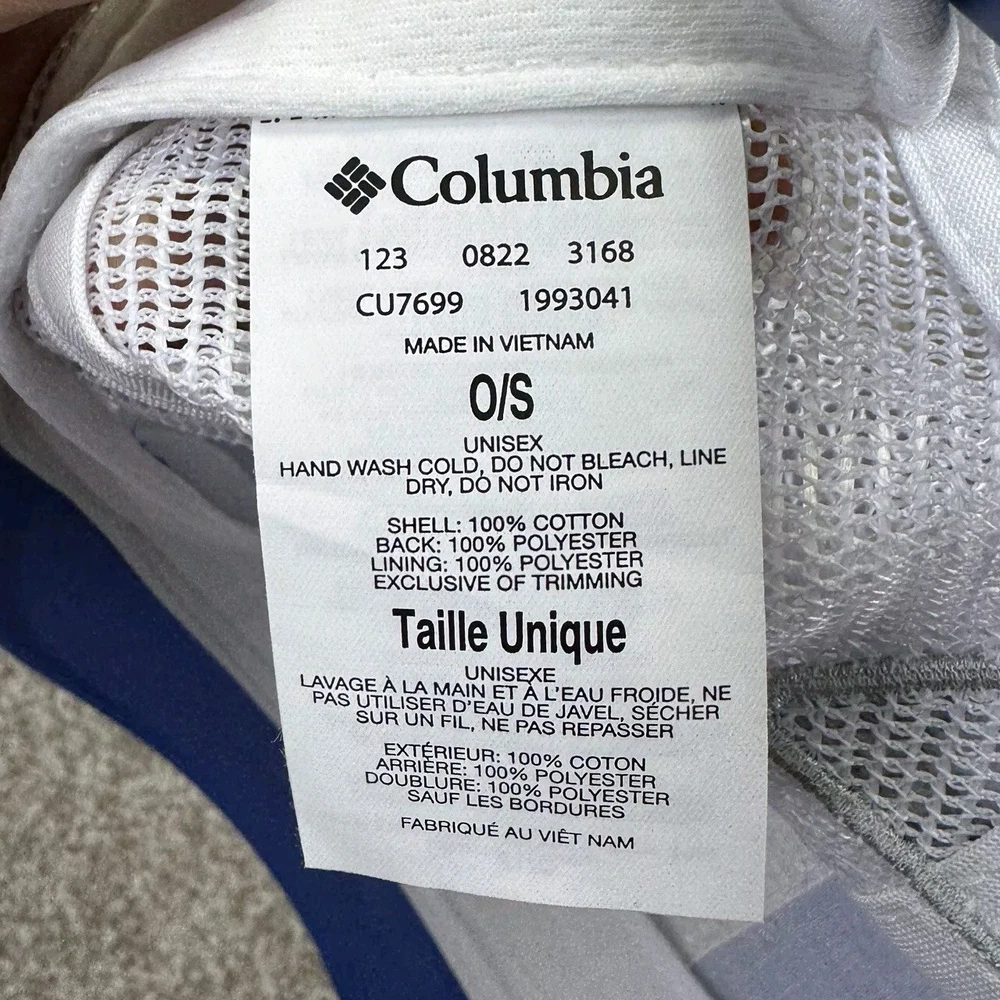 Columbia
123 0822 3168
CU7699 1993041
MADE IN VIETNAM
O/S
UNISEX
HAND WASH COLD, DO NOT BLEACH, LINE
DRY, DO NOT IRON
SHELL: 100% COTTON
BACK: 100% POLYESTER
LINING: 100% POLYESTER
EXCLUSIVE OF TRIMMING
Taille Unique
UNISEXE
LAVAGE À LA MAIN ET À L'EAU FROIDE, NE
PAS UTILISER D'EAU DE JAVEL, SÉCHER
SUR UN FIL, NE PAS REPASSER
EXTÉRIEUR: 100% COTON
ARRIÈRE: 100% POLYESTER
DOUBLURE: 100% POLYESTER
SAUF LES BORDURES
FABRIQUÉ AU VIÊT NAM